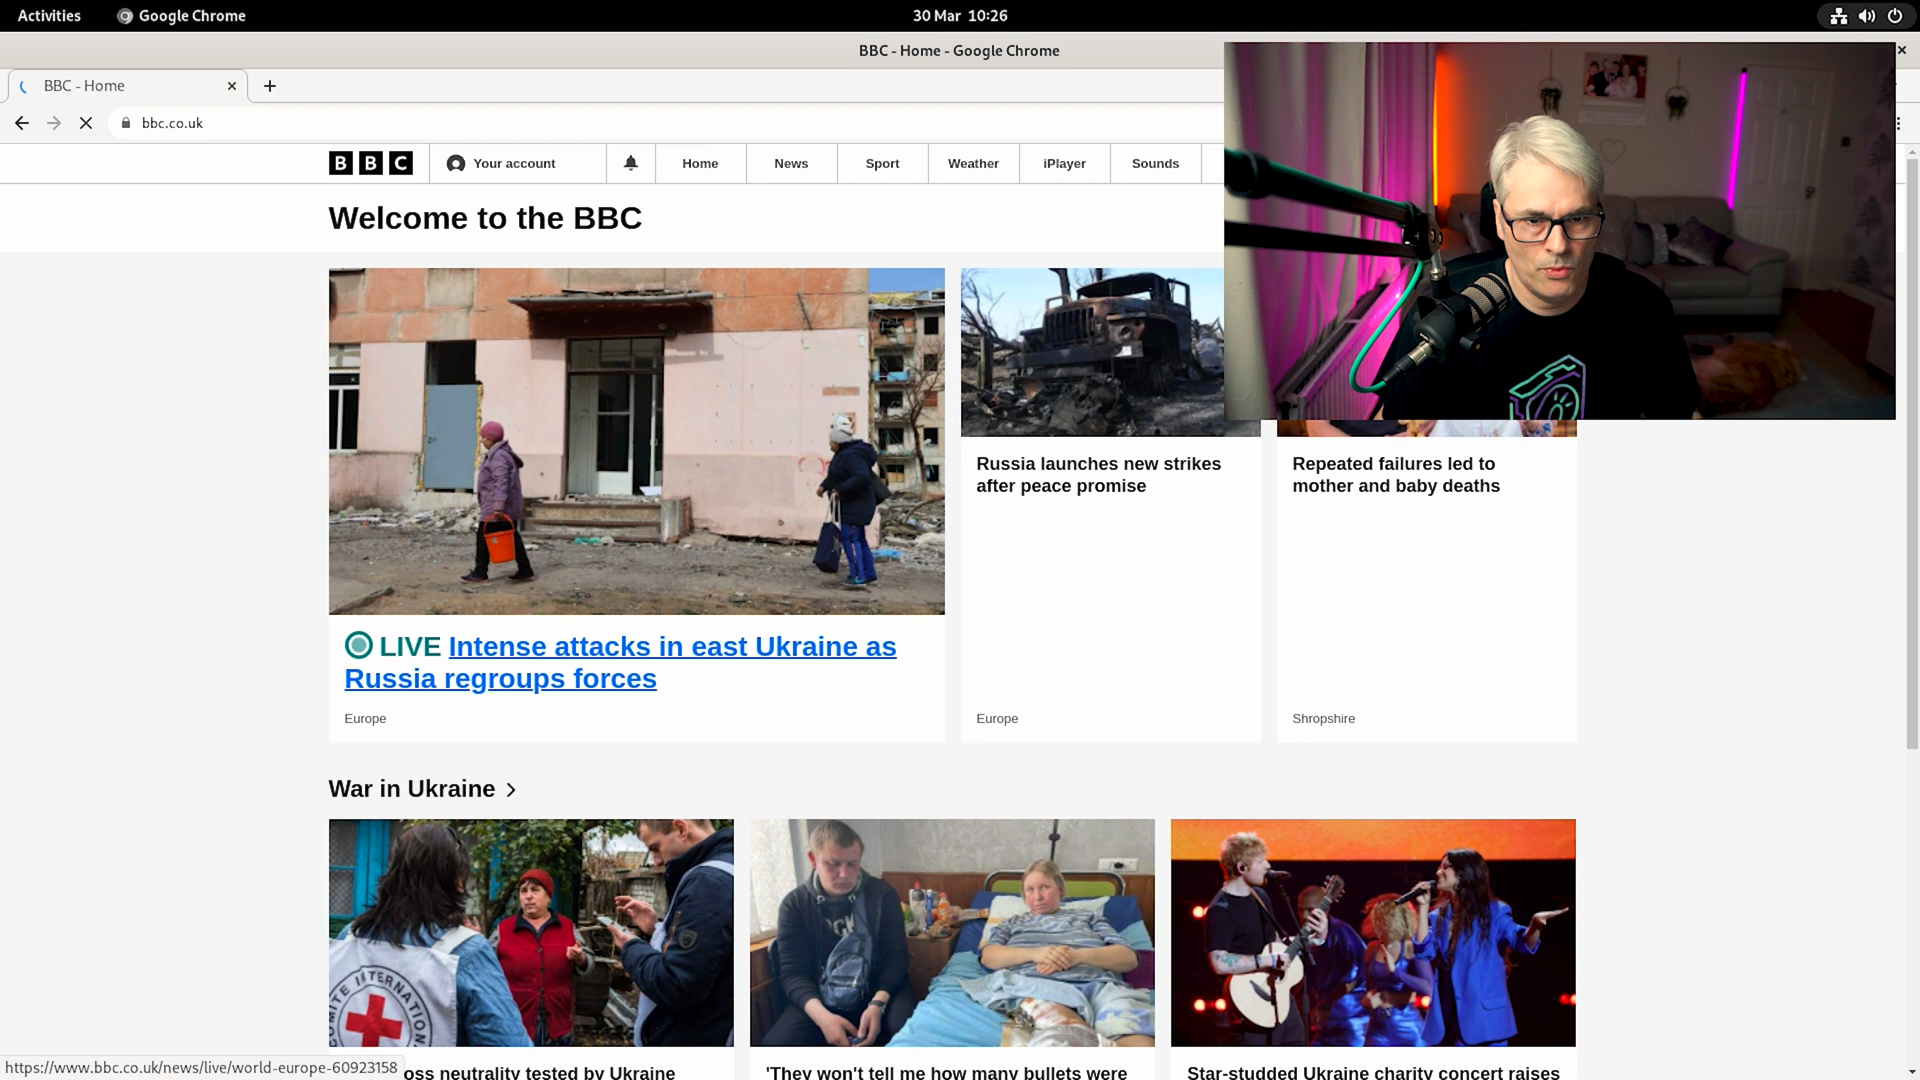 Activities
Google Chrome
30 Mar 10:26
BBC - Home - Google Chrome
BBC - Home
bbc.co.uk
BBC
Your account
Home
News
Sport
Weather
iPlayer
Sounds
Welcome to the BBC
LIVE Intense attacks in east Ukraine as
Russia regroups forces
Europe
Russia launches new strikes
after peace promise
Europe
Repeated failures led to
mother and baby deaths
Shropshire
War in Ukraine
oss neutrality tested by Ukraine
'They won't tell me how many bullets were
Star-studded Ukraine charity concert raises
https://www.bbc.co.uk/news/live/world-europe-60923158